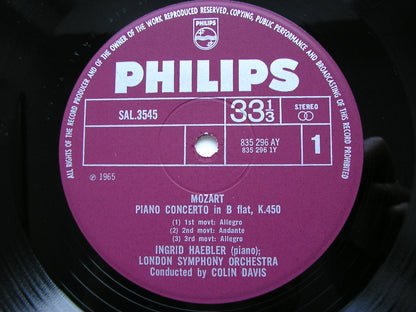 ALL RIGHTS OF THE RECORD PRODUCER AND OF THE OWNER OF THE WORK REPRODUCED RESERVED. COPYING, PUBLIC PERFORMANCE AND BROADCASTING OF THIS RECORD PROHIBITED
PHILIPS
PHILIPS
SAL.3545
33 1/3
STEREO
835 296 AY
835 296 1Y
1
℗ 1965
MOZART
PIANO CONCERTO in B flat, K.450
(1) 1st movt: Allegro
(2) 2nd movt: Andante
(3) 3rd movt: Allegro
INGRID HAEBLER (piano);
LONDON SYMPHONY ORCHESTRA
Conducted by COLIN DAVIS